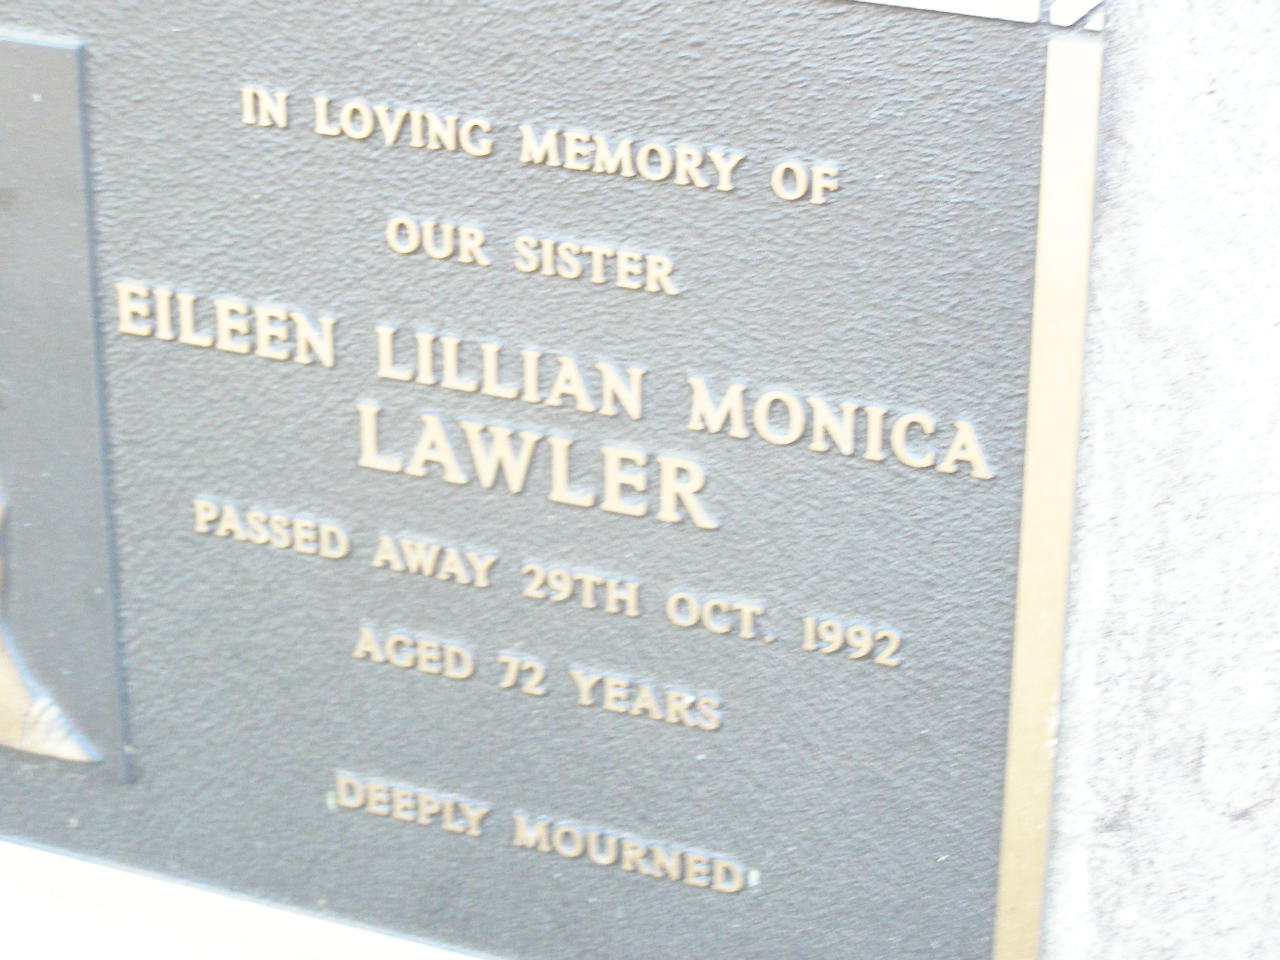 IN LOVING MEMORY OF
OUR SISTER
EILEEN LILLIAN MONICA
LAWLER
PASSED AWAY 29TH OCT. 1992
AGED 72 YEARS
DEEPLY MOURNED